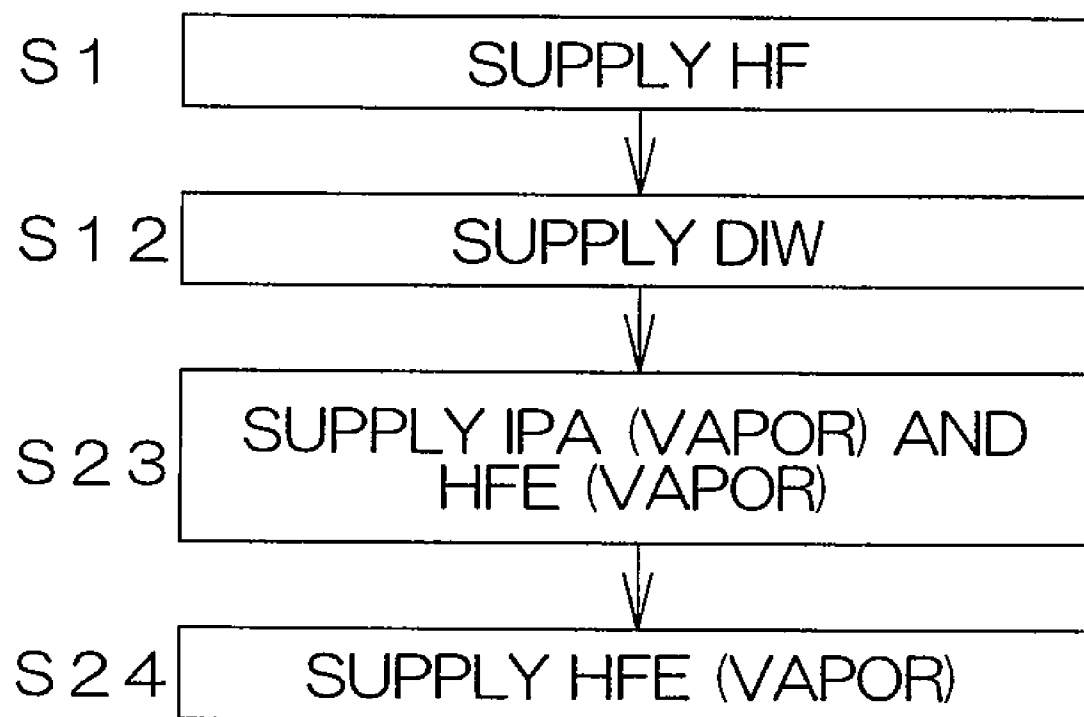 S1 SUPPLY HF
S12 SUPPLY DIW
S23 SUPPLY IPA (VAPOR) AND
HFE (VAPOR)
S24 SUPPLY HFE (VAPOR)